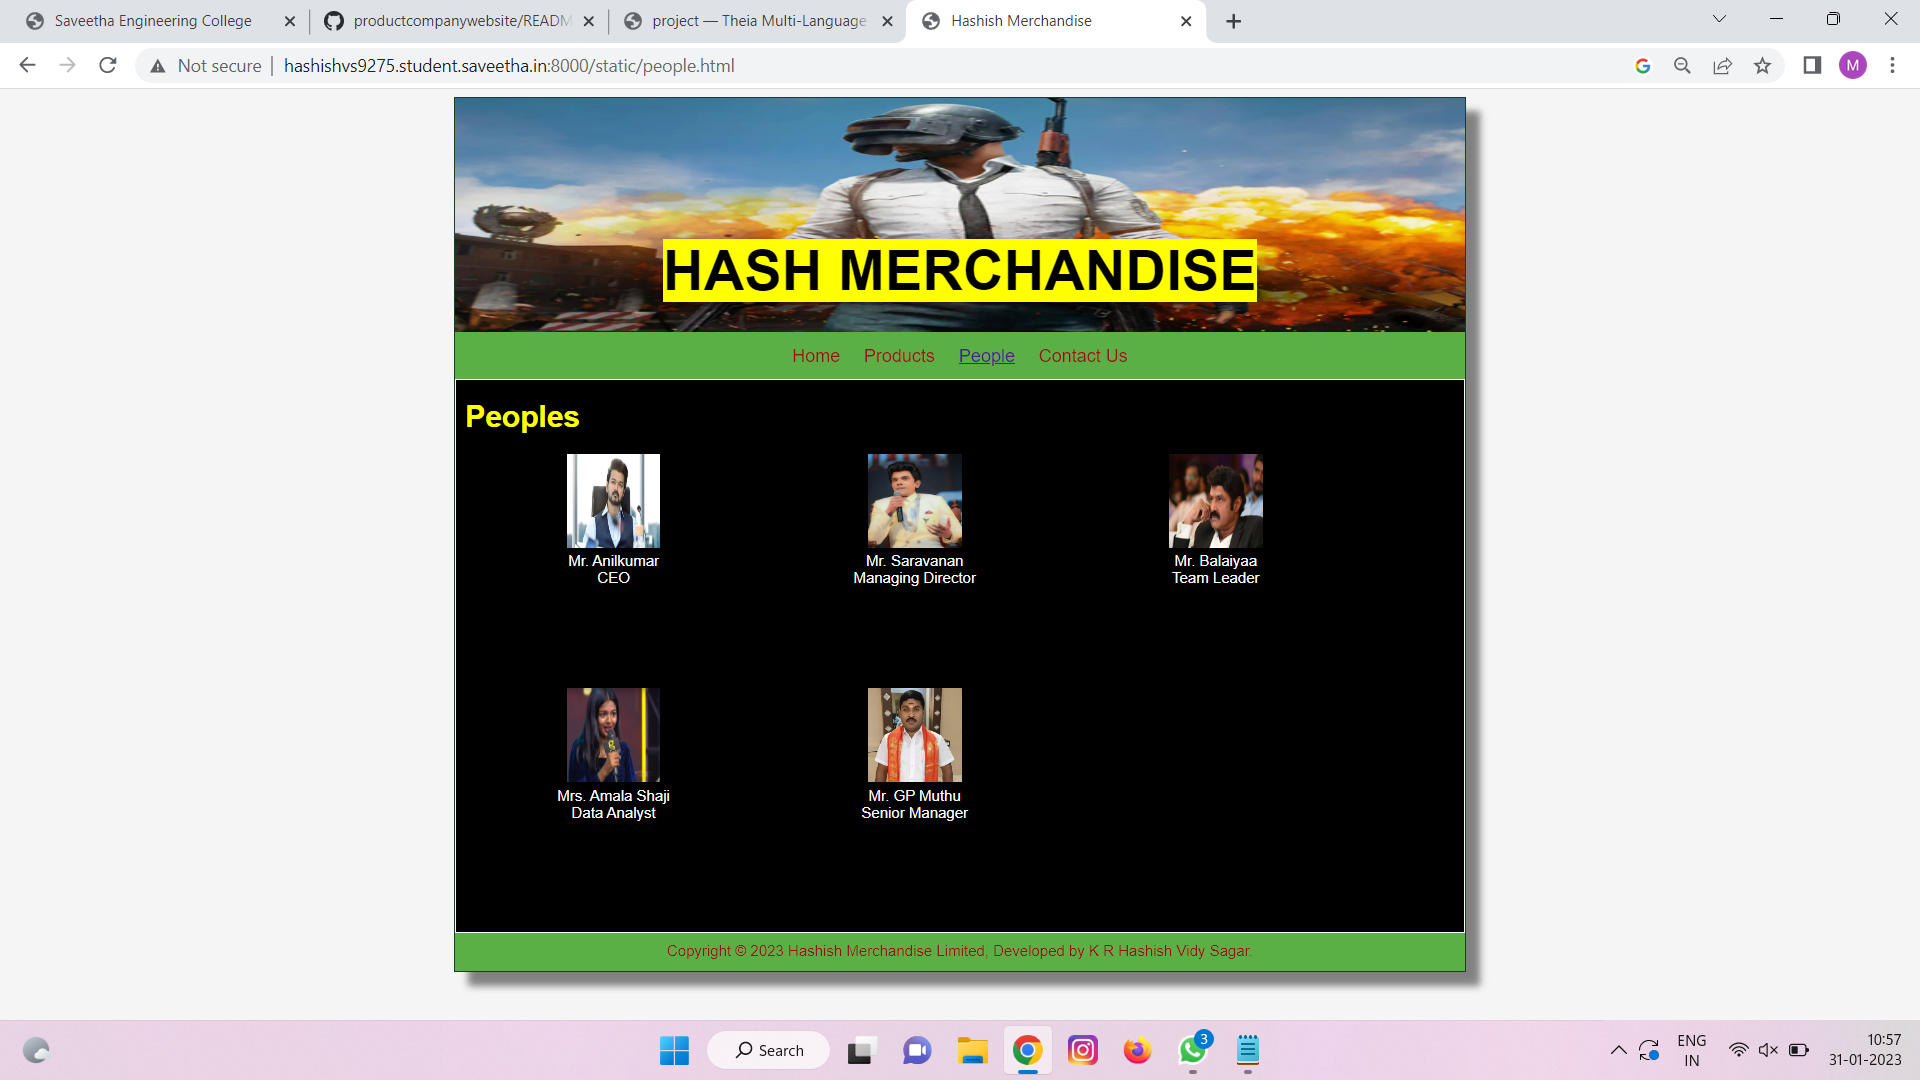 Saveetha Engineering College
productcompanywebsite/READM
project — Theia Multi-Language
Hashish Merchandise
Not secure
hashishvs9275.student.saveetha.in:8000/static/people.html
M
HASH MERCHANDISE
Home Products People Contact Us
Peoples
Mr. Anilkumar
CEO
Mr. Saravanan
Managing Director
Mr. Balaiyaa
Team Leader
Mrs. Amala Shaji
Data Analyst
Mr. GP Muthu
Senior Manager
Copyright © 2023 Hashish Merchandise Limited, Developed by K R Hashish Vidy Sagar.
Search
3
ENG
IN
10:57
31-01-2023